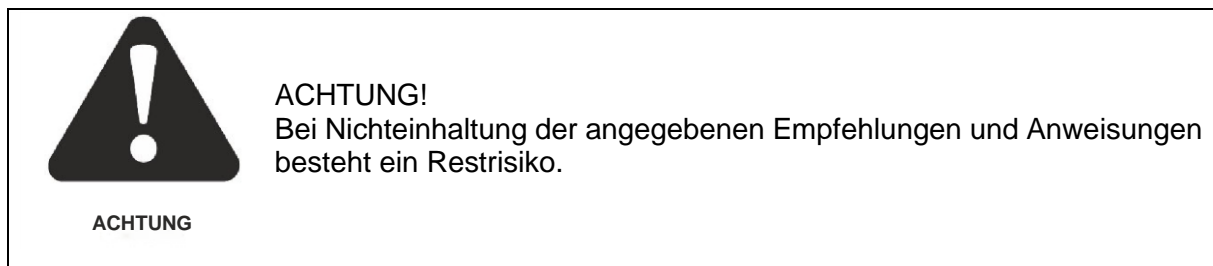 ACHTUNG!
Bei Nichteinhaltung der angegebenen Empfehlungen und Anweisungen
besteht ein Restrisiko.
ACHTUNG